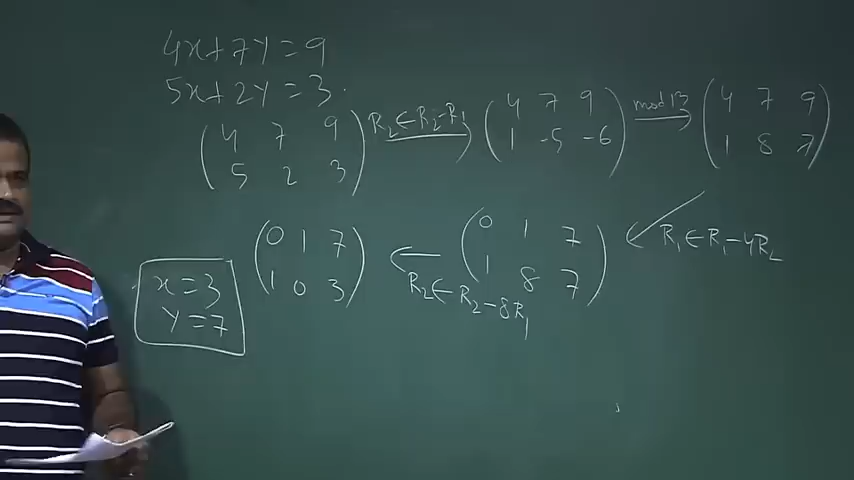 4x+7y=9
5x+2y=3.
(4 7 9 R₂←R₂-R₁ (4 7 9) mod 13 (4 7 9)
5 2 3) → 1 -5 -6 → 1 8 7
(0 1 7) ← (0 1 7) ← R₁←R₁-4R₂
1 0 3 R₂←R₂-8R₁ 1 8 7
x=3
y=7